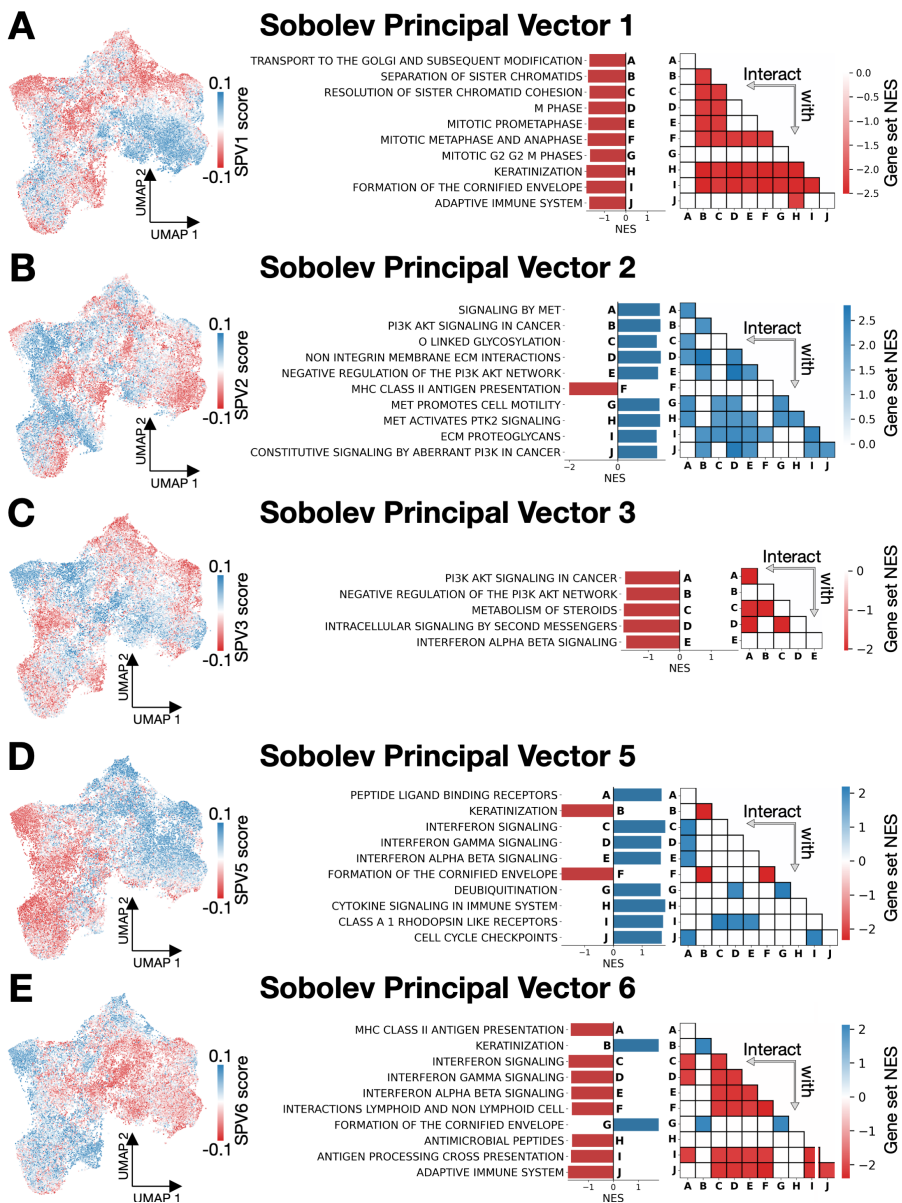 A
Sobolev Principal Vector 1
0.1
SPV1 score
-0.1
UMAP 2
UMAP 1
TRANSPORT TO THE GOLGI AND SUBSEQUENT MODIFICATION A
SEPARATION OF SISTER CHROMATIDS B
RESOLUTION OF SISTER CHROMATID COHESION C
M PHASE D
MITOTIC PROMETAPHASE E
MITOTIC METAPHASE AND ANAPHASE F
MITOTIC G2 G2 M PHASES G
KERATINIZATION H
FORMATION OF THE CORNIFIED ENVELOPE I
ADAPTIVE IMMUNE SYSTEM J
−1 0 1
NES
A
B
C
D
E
F
G
H
I
J
A B C D E F G H I J
Interact
with
0.0
−0.5
−1.0
−1.5
−2.0
−2.5
Gene set NES
B
Sobolev Principal Vector 2
0.1
SPV2 score
-0.1
UMAP 2
UMAP 1
SIGNALING BY MET A
PI3K AKT SIGNALING IN CANCER B
O LINKED GLYCOSYLATION C
NON INTEGRIN MEMBRANE ECM INTERACTIONS D
NEGATIVE REGULATION OF THE PI3K AKT NETWORK E
MHC CLASS II ANTIGEN PRESENTATION F
MET PROMOTES CELL MOTILITY G
MET ACTIVATES PTK2 SIGNALING H
ECM PROTEOGLYCANS I
CONSTITUTIVE SIGNALING BY ABERRANT PI3K IN CANCER J
−2 0
NES
A
B
C
D
E
F
G
H
I
J
A B C D E F G H I J
Interact
with
2.5
2.0
1.5
1.0
0.5
0.0
Gene set NES
C
Sobolev Principal Vector 3
0.1
SPV3 score
-0.1
UMAP 2
UMAP 1
PI3K AKT SIGNALING IN CANCER A
NEGATIVE REGULATION OF THE PI3K AKT NETWORK B
METABOLISM OF STEROIDS C
INTRACELLULAR SIGNALING BY SECOND MESSENGERS D
INTERFERON ALPHA BETA SIGNALING E
−1 0 1
NES
A
B
C
D
E
A B C D E
Interact
with
0
−1
−2
Gene set NES
D
Sobolev Principal Vector 5
0.1
SPV5 score
-0.1
UMAP 2
UMAP 1
PEPTIDE LIGAND BINDING RECEPTORS A
KERATINIZATION B
INTERFERON SIGNALING C
INTERFERON GAMMA SIGNALING D
INTERFERON ALPHA BETA SIGNALING E
FORMATION OF THE CORNIFIED ENVELOPE F
DEUBIQUITINATION G
CYTOKINE SIGNALING IN IMMUNE SYSTEM H
CLASS A 1 RHODOPSIN LIKE RECEPTORS I
CELL CYCLE CHECKPOINTS J
−1 0 1
NES
A
B
C
D
E
F
G
H
I
J
A B C D E F G H I J
Interact
with
2
1
0
−1
−2
Gene set NES
E
Sobolev Principal Vector 6
0.1
SPV6 score
-0.1
UMAP 2
UMAP 1
MHC CLASS II ANTIGEN PRESENTATION A
KERATINIZATION B
INTERFERON SIGNALING C
INTERFERON GAMMA SIGNALING D
INTERFERON ALPHA BETA SIGNALING E
INTERACTIONS LYMPHOID AND NON LYMPHOID CELL F
FORMATION OF THE CORNIFIED ENVELOPE G
ANTIMICROBIAL PEPTIDES H
ANTIGEN PROCESSING CROSS PRESENTATION I
ADAPTIVE IMMUNE SYSTEM J
−1 0 1
NES
A
B
C
D
E
F
G
H
I
J
A B C D E F G H I J
Interact
with
2
1
0
−1
−2
Gene set NES